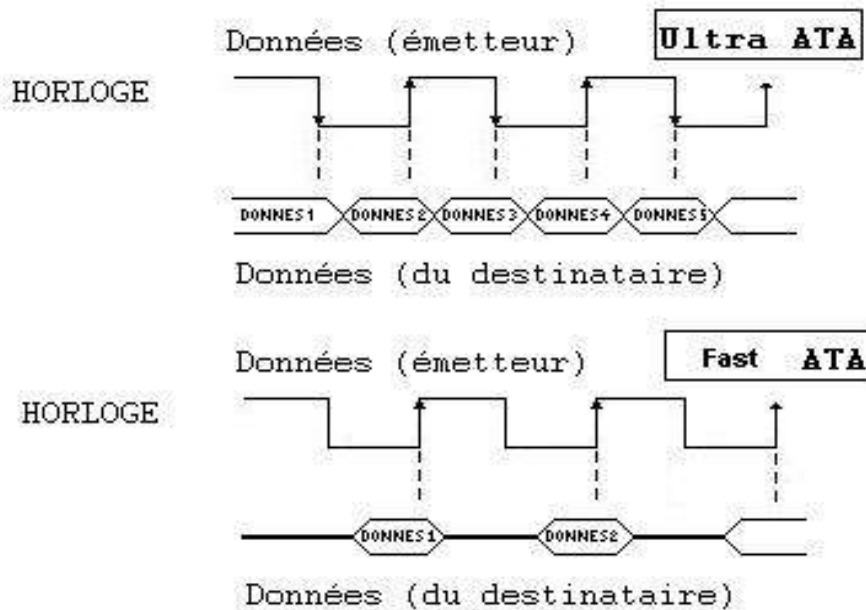 Données (émetteur)
Ultra ATA
HORLOGE
DONNES1 DONNES2 DONNES3 DONNES4 DONNES5
Données (du destinataire)
Données (émetteur)
Fast ATA
HORLOGE
DONNES1 DONNES2
Données (du destinataire)